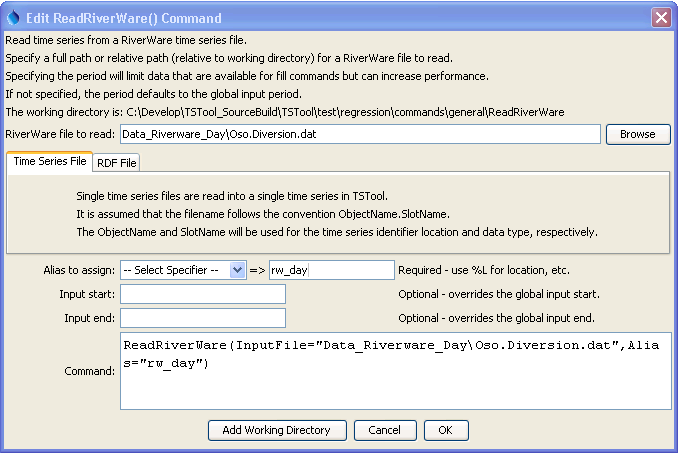 Edit ReadRiverWare() Command
Read time series from a RiverWare time series file.
Specify a full path or relative path (relative to working directory) for a RiverWare file to read.
Specifying the period will limit data that are available for fill commands but can increase performance.
If not specified, the period defaults to the global input period.
The working directory is: C:\Develop\TSTool_SourceBuild\TSTool\test\regression\commands\general\ReadRiverWare
RiverWare file to read: Data_Riverware_Day\Oso.Diversion.dat Browse
Time Series File RDF File
Single time series files are read into a single time series in TSTool.
It is assumed that the filename follows the convention ObjectName.SlotName.
The ObjectName and SlotName will be used for the time series identifier location and data type, respectively.
Alias to assign: -- Select Specifier -- => rw_day Required - use %L for location, etc.
Input start: Optional - overrides the global input start.
Input end: Optional - overrides the global input end.
Command: ReadRiverWare(InputFile="Data_Riverware_Day\Oso.Diversion.dat",Alia
s="rw_day")
Add Working Directory Cancel OK